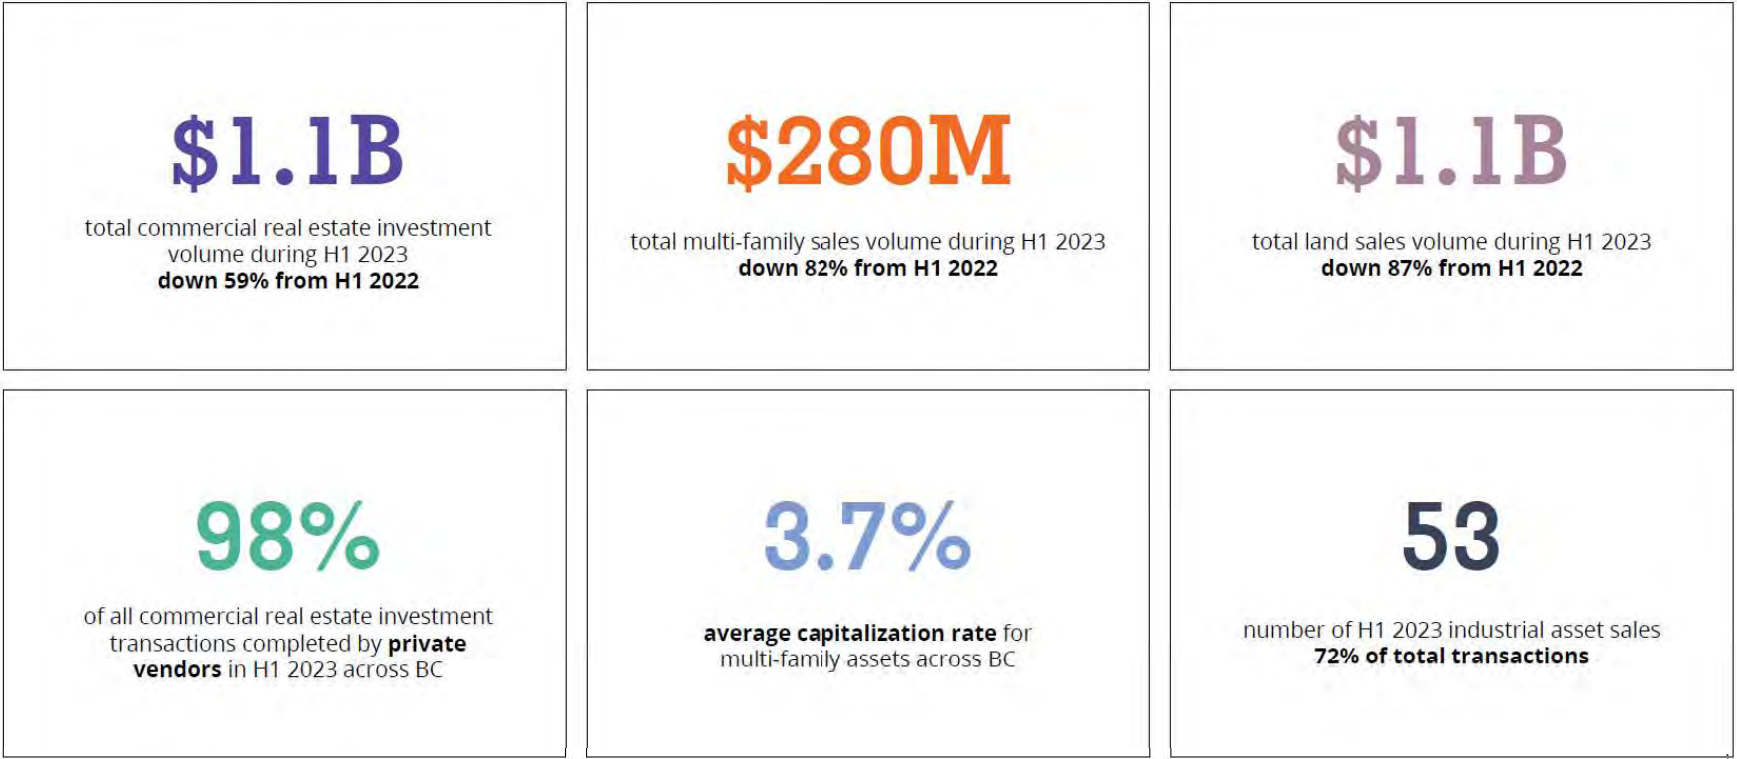 $1.1B
total commercial real estate investment
volume during H1 2023
down 59% from H1 2022
$280M
total multi-family sales volume during H1 2023
down 82% from H1 2022
$1.1B
total land sales volume during H1 2023
down 87% from H1 2022
98%
of all commercial real estate investment
transactions completed by private
vendors in H1 2023 across BC
3.7%
average capitalization rate for
multi-family assets across BC
53
number of H1 2023 industrial asset sales
72% of total transactions